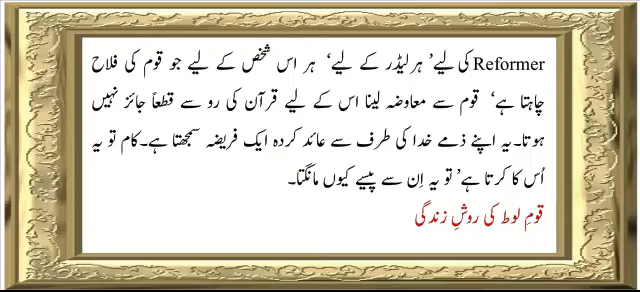 Reformer کی لیے’ ہر لیڈر کے لیے‘ ہر اس شخص کے لیے جو قوم کی فلاح
چاہتا ہے‘ قوم سے معاوضہ لینا اس کے لیے قرآن کی رو سے قطعاً جائز نہیں
ہوتا۔یہ اپنے ذمے خدا کی طرف سے عائد کردہ ایک فریضہ سمجھتا ہے۔کام تو یہ
اُس کا کرتا ہے’ تو یہ اِن سے پیسے کیوں مانگتا۔
قومِ لوط کی روشِ زندگی